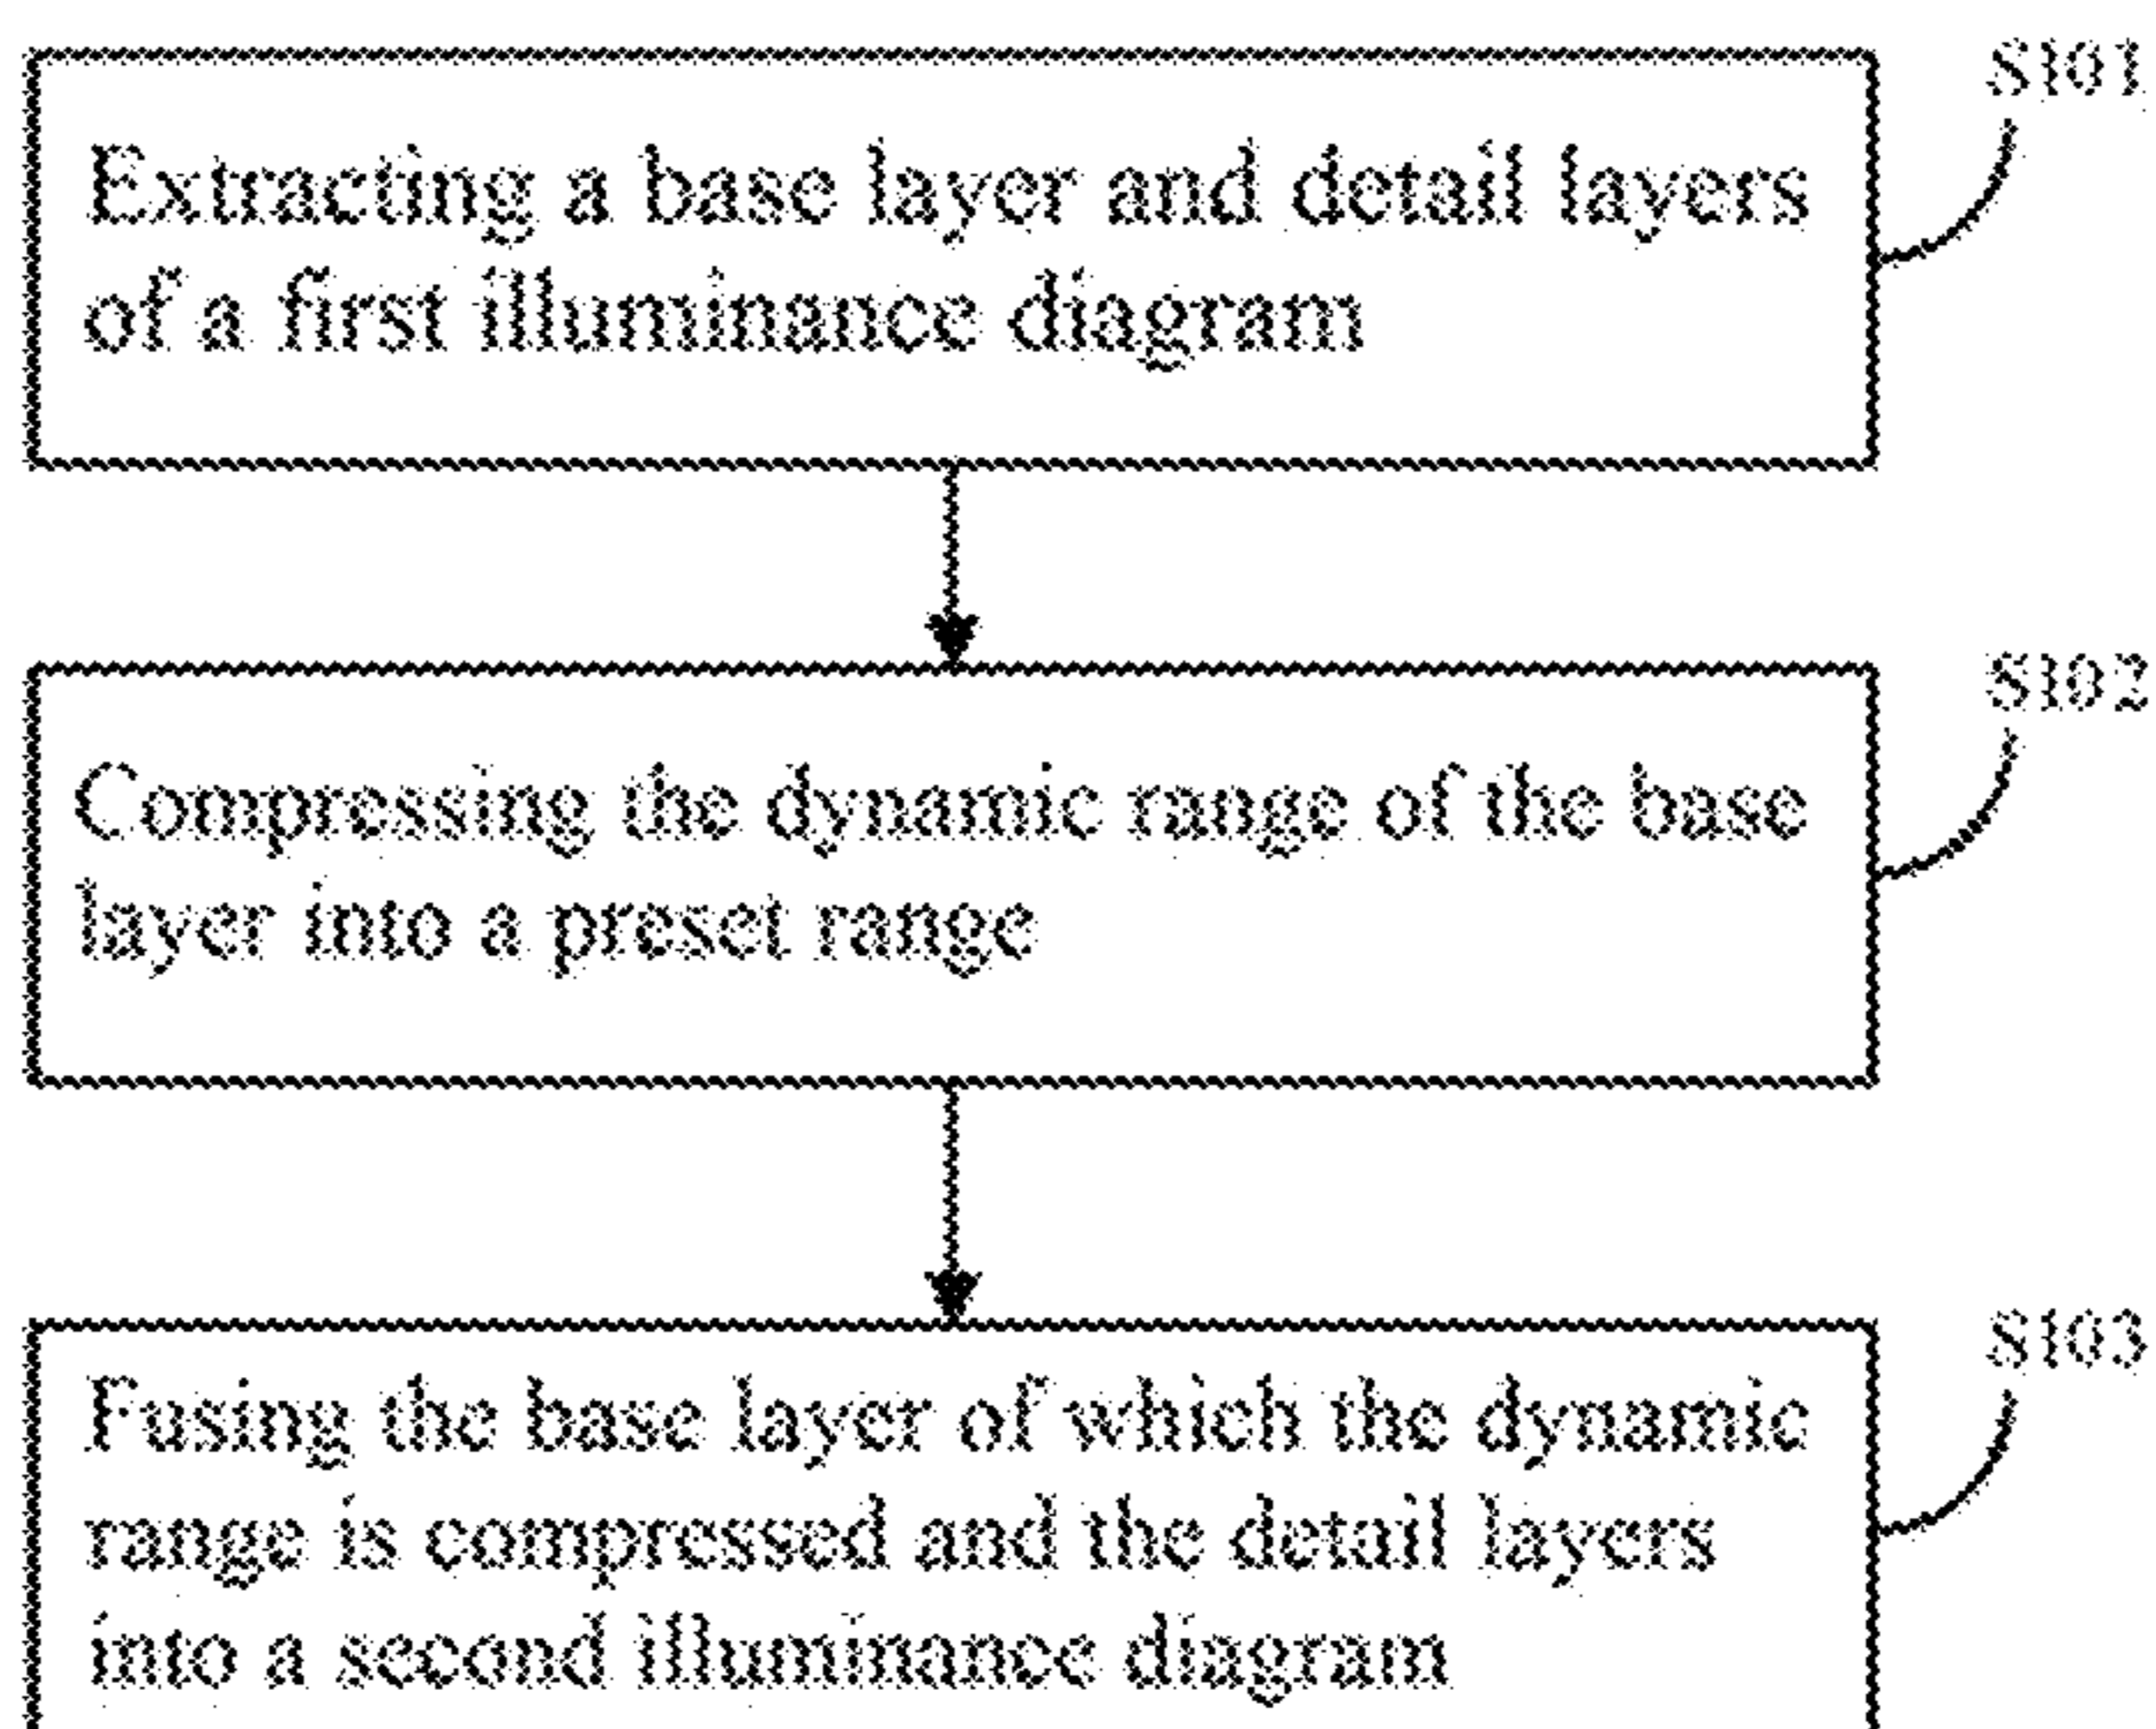 S101
Extracting a base layer and detail layers
of a first illuminance diagram
S102
Compressing the dynamic range of the base
layer into a preset range
S103
Fusing the base layer of which the dynamic
range is compressed and the detail layers
into a second illuminance diagram